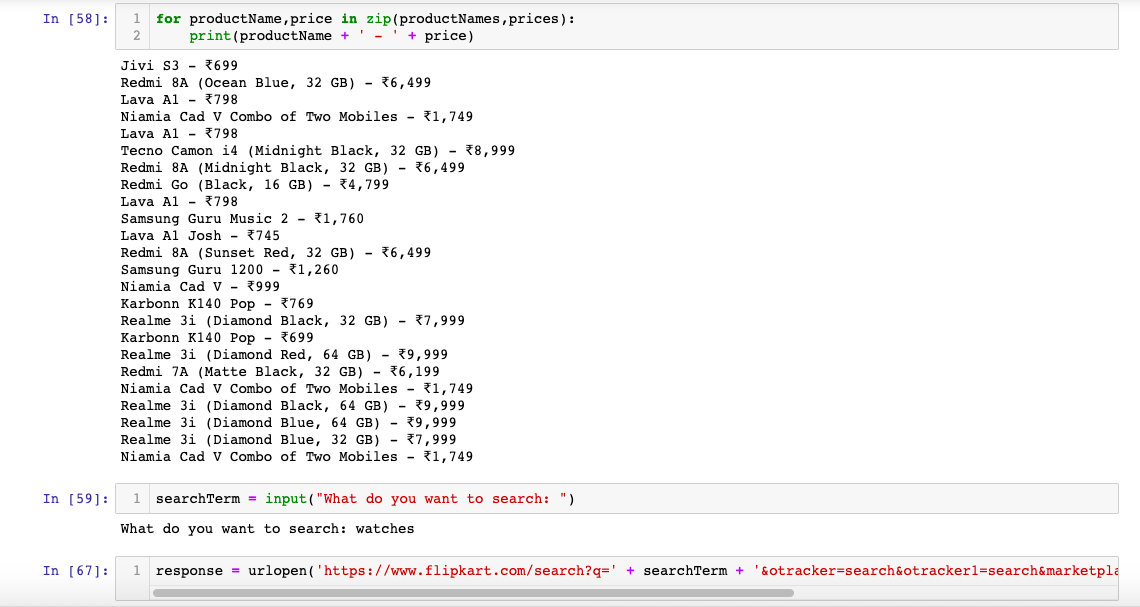 In [58]:
1 for productName,price in zip(productNames,prices):
2     print(productName + ' - ' + price)
Jivi S3 - ₹699
Redmi 8A (Ocean Blue, 32 GB) - ₹6,499
Lava A1 - ₹798
Niamia Cad V Combo of Two Mobiles - ₹1,749
Lava A1 - ₹798
Tecno Camon i4 (Midnight Black, 32 GB) - ₹8,999
Redmi 8A (Midnight Black, 32 GB) - ₹6,499
Redmi Go (Black, 16 GB) - ₹4,799
Lava A1 - ₹798
Samsung Guru Music 2 - ₹1,760
Lava A1 Josh - ₹745
Redmi 8A (Sunset Red, 32 GB) - ₹6,499
Samsung Guru 1200 - ₹1,260
Niamia Cad V - ₹999
Karbonn K140 Pop - ₹769
Realme 3i (Diamond Black, 32 GB) - ₹7,999
Karbonn K140 Pop - ₹699
Realme 3i (Diamond Red, 64 GB) - ₹9,999
Redmi 7A (Matte Black, 32 GB) - ₹6,199
Niamia Cad V Combo of Two Mobiles - ₹1,749
Realme 3i (Diamond Black, 64 GB) - ₹9,999
Realme 3i (Diamond Blue, 64 GB) - ₹9,999
Realme 3i (Diamond Blue, 32 GB) - ₹7,999
Niamia Cad V Combo of Two Mobiles - ₹1,749
In [59]:
1 searchTerm = input("What do you want to search: ")
What do you want to search: watches
In [67]:
1 response = urlopen('https://www.flipkart.com/search?q=' + searchTerm + '&otracker=search&otracker1=search&marketpla